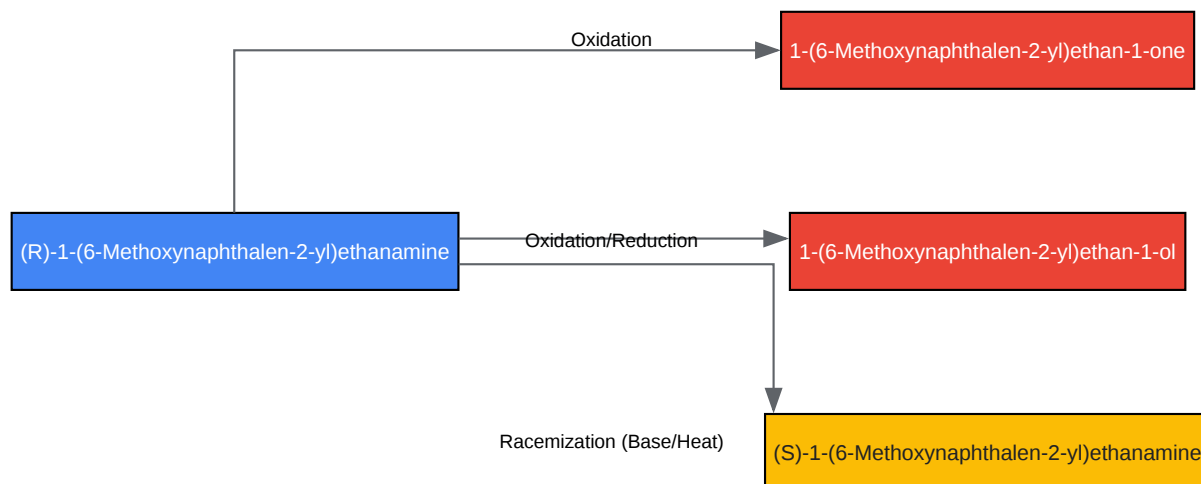 Oxidation
1-(6-Methoxynaphthalen-2-yl)ethan-1-one
(R)-1-(6-Methoxynaphthalen-2-yl)ethanamine
Oxidation/Reduction
1-(6-Methoxynaphthalen-2-yl)ethan-1-ol
Racemization (Base/Heat)
(S)-1-(6-Methoxynaphthalen-2-yl)ethanamine